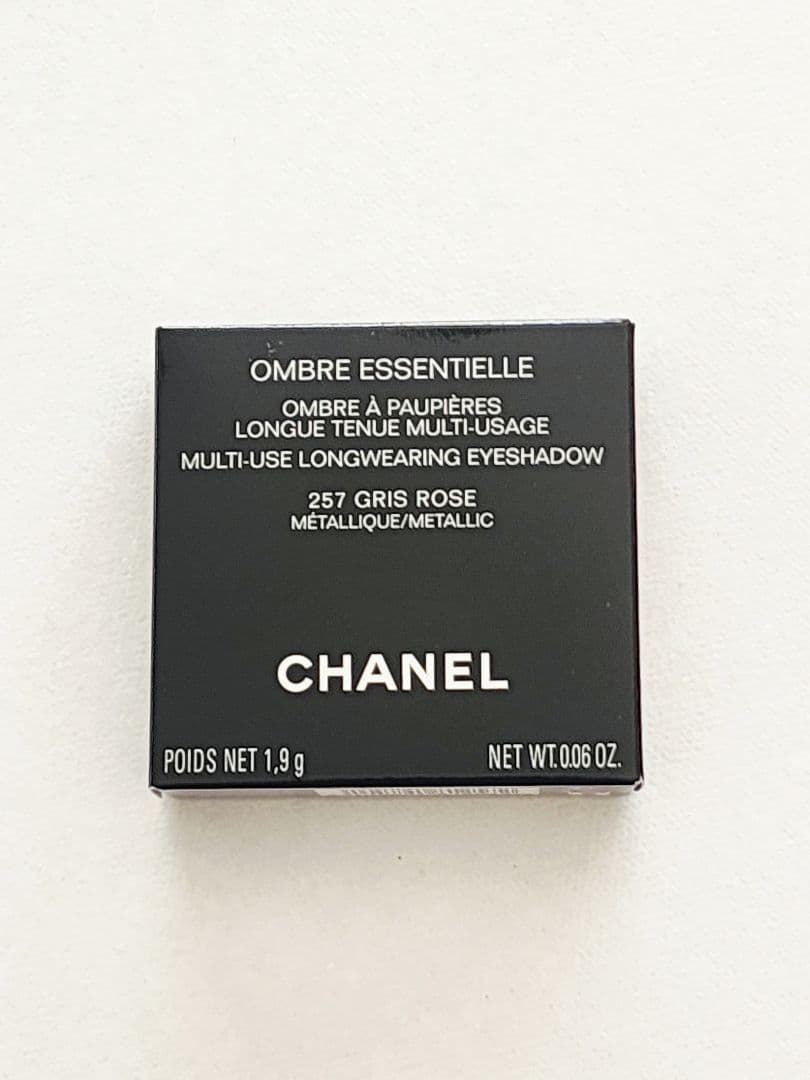 OMBRE ESSENTIELLE
OMBRE À PAUPIÈRES
LONGUE TENUE MULTI-USAGE
MULTI-USE LONGWEARING EYESHADOW
257 GRIS ROSE
MÉTALLIQUE/METALLIC
CHANEL
POIDS NET 1,9 g
NET WT. 0.06 OZ.